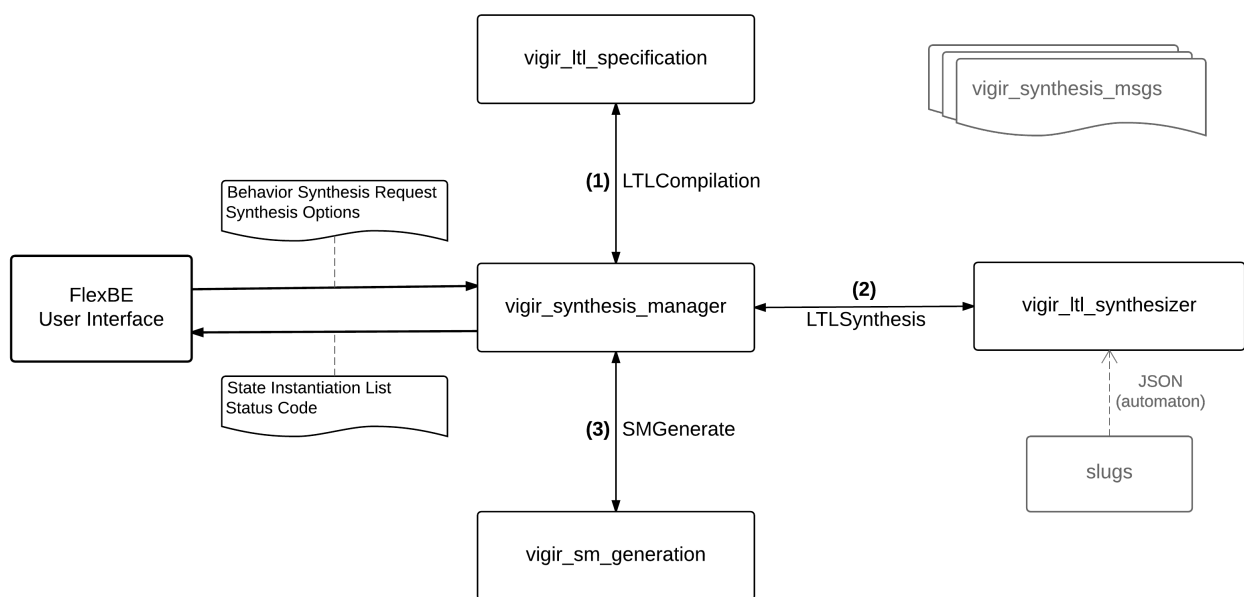 vigir_ltl_specification
vigir_synthesis_msgs
(1) LTLCompilation
Behavior Synthesis Request
Synthesis Options
FlexBE
User Interface
vigir_synthesis_manager
(2)
LTLSynthesis
vigir_ltl_synthesizer
State Instantiation List
Status Code
JSON
(automaton)
(3) SMGenerate
slugs
vigir_sm_generation